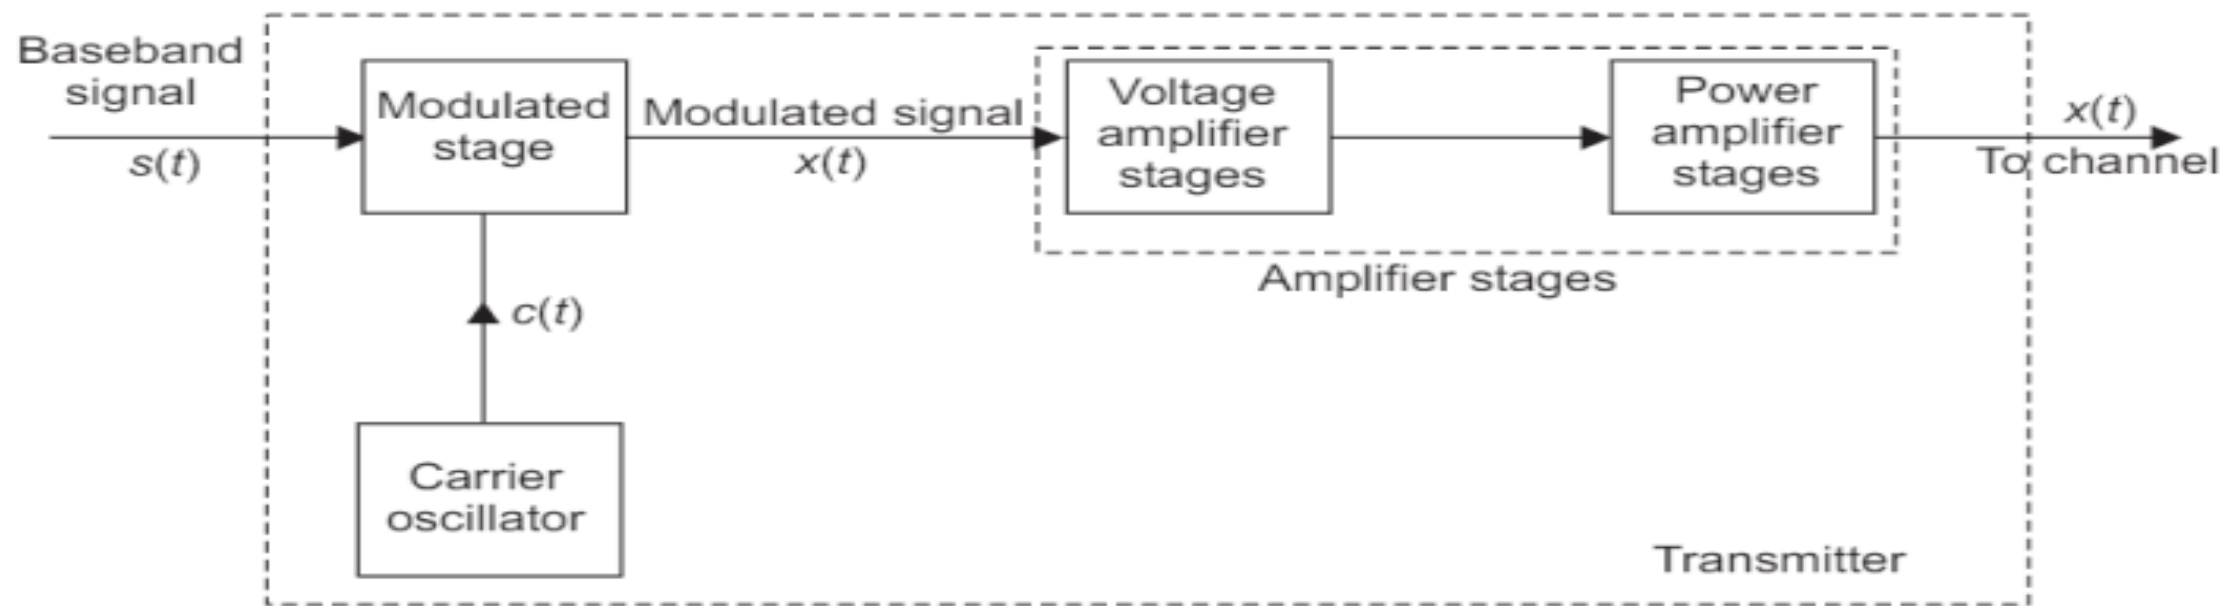 Baseband
signal
s(t)
Modulated
stage
Modulated signal
x(t)
Voltage
amplifier
stages
Power
amplifier
stages
x(t)
To channel
Amplifier stages
c(t)
Carrier
oscillator
Transmitter